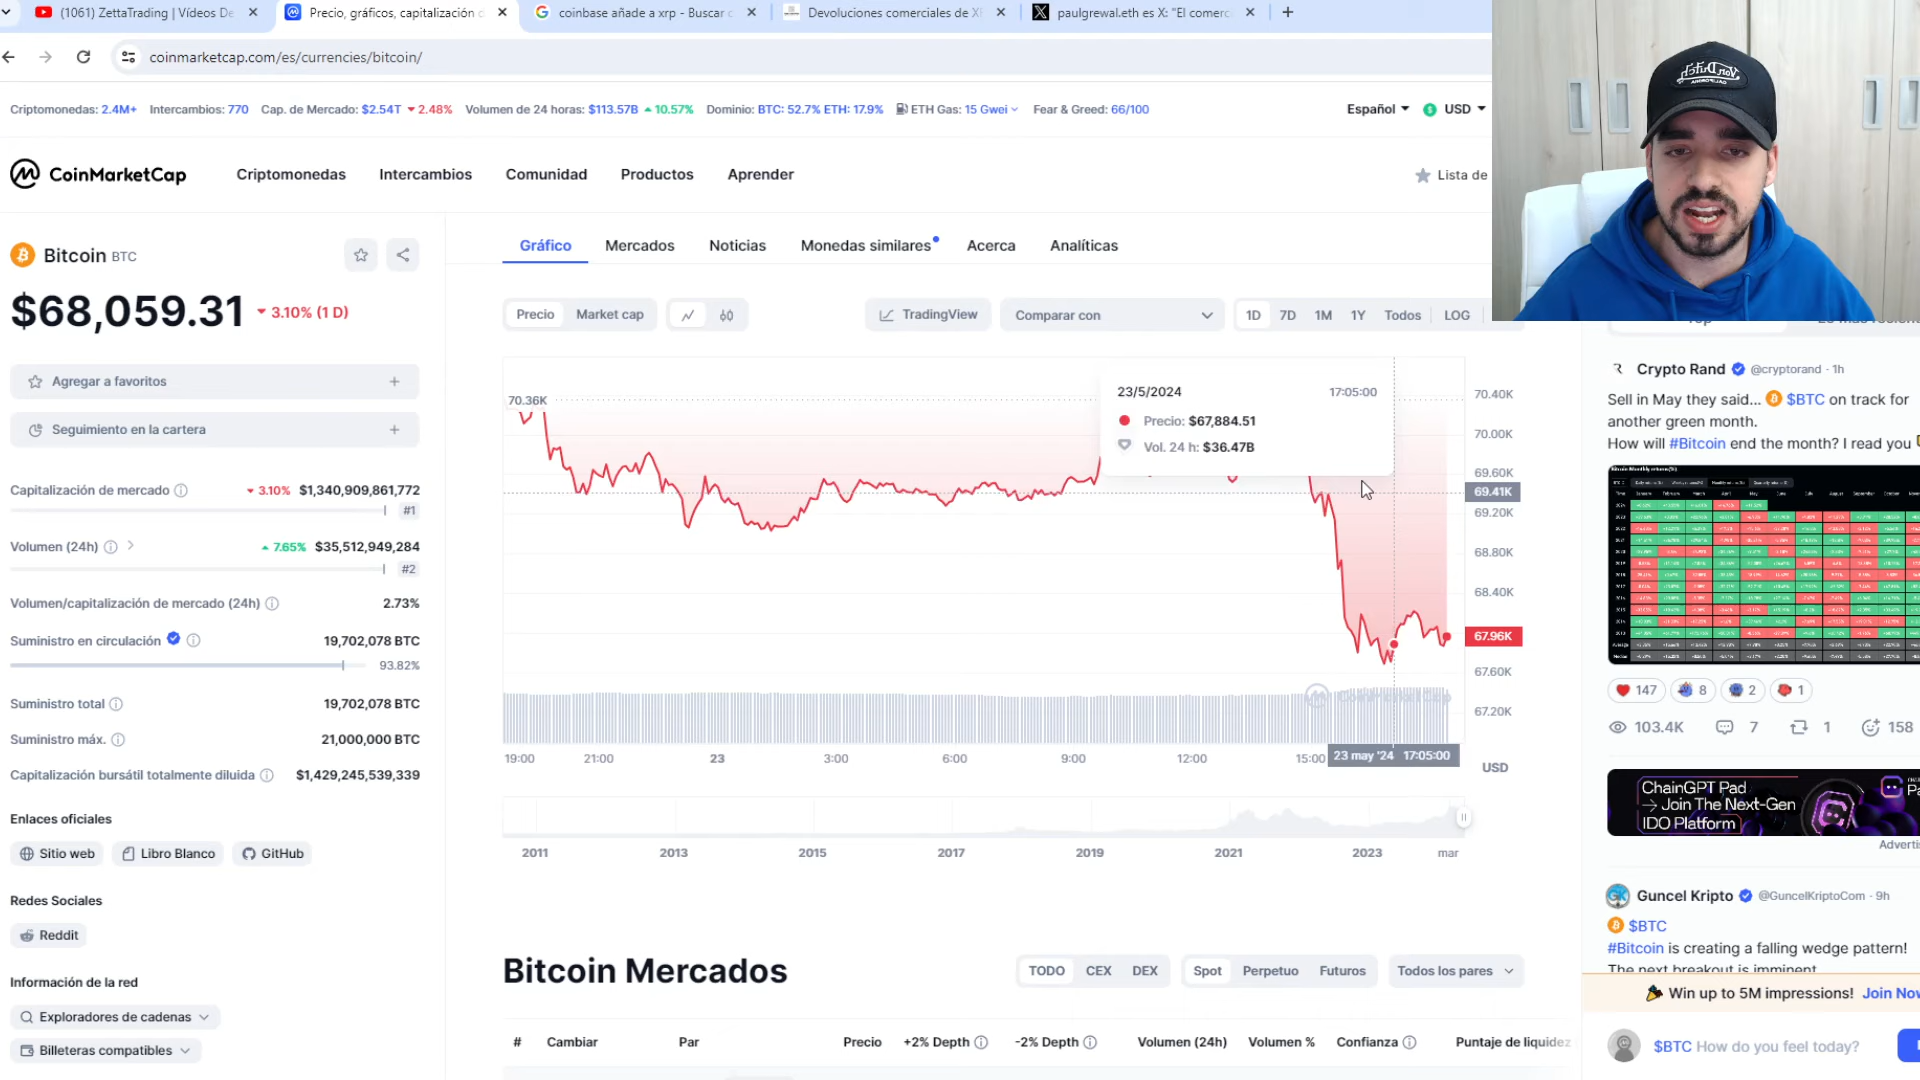 (1061) ZettaTrading | Vídeos De
Precio, gráficos, capitalización
coinbase añade a xrp - Buscar
Devoluciones comerciales de XR
paulgrewal.eth es X: "El comerc
coinmarketcap.com/es/currencies/bitcoin/
Criptomonedas: 2.4M+ Intercambios: 770 Cap. de Mercado: $2.54T 2.48% Volumen de 24 horas: $113.57B 10.57% Dominio: BTC: 52.7% ETH: 17.9% ETH Gas: 15 Gwei Fear & Greed: 66/100
Español USD
CoinMarketCap
Criptomonedas Intercambios Comunidad Productos Aprender
Lista de
Von Dutch
Bitcoin BTC
$68,059.31 3.10% (1 D)
Agregar a favoritos +
Seguimiento en la cartera +
Capitalización de mercado 3.10% $1,340,909,861,772
#1
Volumen (24h) 7.65% $35,512,949,284
#2
Volumen/capitalización de mercado (24h) 2.73%
Suministro en circulación 19,702,078 BTC
93.82%
Suministro total 19,702,078 BTC
Suministro máx. 21,000,000 BTC
Capitalización bursátil totalmente diluida $1,429,245,539,339
Enlaces oficiales
Sitio web Libro Blanco GitHub
Redes Sociales
Reddit
Información de la red
Exploradores de cadenas
Billeteras compatibles
Gráfico Mercados Noticias Monedas similares Acerca Analíticas
Precio Market cap TradingView Comparar con 1D 7D 1M 1Y Todos LOG
70.36K
23/5/2024 17:05:00
Precio: $67,884.51
Vol. 24 h: $36.47B
70.40K
70.00K
69.60K
69.41K
69.20K
68.80K
68.40K
67.96K
67.60K
67.20K
CoinMarketCap
19:00 21:00 23 3:00 6:00 9:00 12:00 15:00 23 may '24 17:05:00
USD
2011 2013 2015 2017 2019 2021 2023 mar
Bitcoin Mercados
TODO CEX DEX Spot Perpetuo Futuros Todos los pares
# Cambiar Par Precio +2% Depth -2% Depth Volumen (24h) Volumen % Confianza Puntaje de liquidez
Crypto Rand @cryptorand · 1h
Sell in May they said... $BTC on track for
another green month.
How will #Bitcoin end the month? I read you
147 8 2 1
103.4K 7 1 158
ChainGPT Pad
→ Join The Next-Gen
IDO Platform
Guncel Kripto @GuncelKriptoCom · 9h
$BTC
#Bitcoin is creating a falling wedge pattern!
The next breakout is imminent
Win up to 5M impressions! Join Now
$BTC How do you feel today?